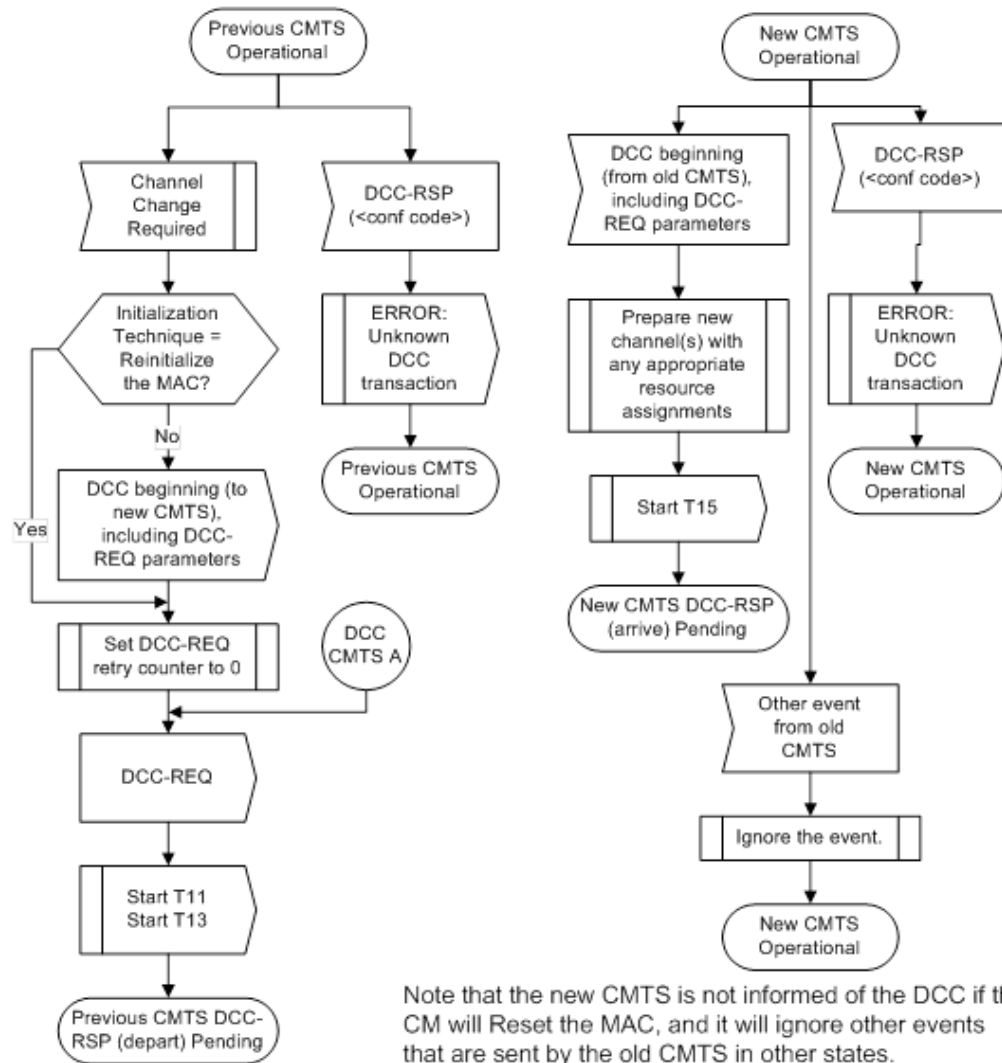 Previous CMTS
Operational
Channel
Change
Required
DCC-RSP
(<conf code>)
Initialization
Technique =
Reinitialize
the MAC?
ERROR:
Unknown
DCC
transaction
No
Previous CMTS
Operational
Yes
DCC beginning (to
new CMTS),
including DCC-
REQ parameters
Set DCC-REQ
retry counter to 0
DCC
CMTS A
DCC-REQ
Start T11
Start T13
Previous CMTS DCC-
RSP (depart) Pending
New CMTS
Operational
DCC beginning
(from old CMTS),
including DCC-
REQ parameters
DCC-RSP
(<conf code>)
Prepare new
channel(s) with
any appropriate
resource
assignments
ERROR:
Unknown
DCC
transaction
New CMTS
Operational
Start T15
New CMTS DCC-RSP
(arrive) Pending
Other event
from old
CMTS
Ignore the event.
New CMTS
Operational
Note that the new CMTS is not informed of the DCC if
CM will Reset the MAC, and it will ignore other events
that are sent by the old CMTS in other states.